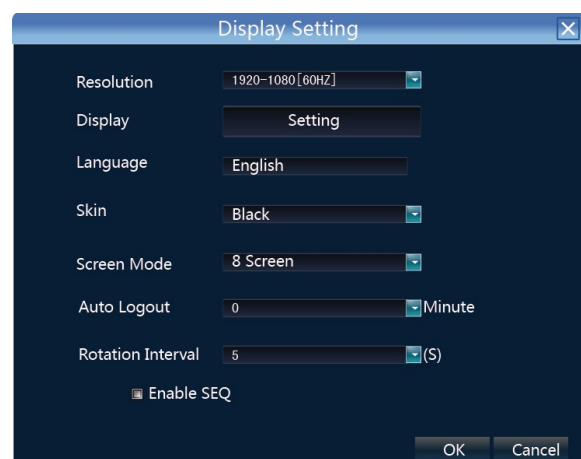 Display Setting
Resolution 1920-1080[60HZ]
Display Setting
Language English
Skin Black
Screen Mode 8 Screen
Auto Logout 0 Minute
Rotation Interval 5 (S)
Enable SEQ
OK Cancel